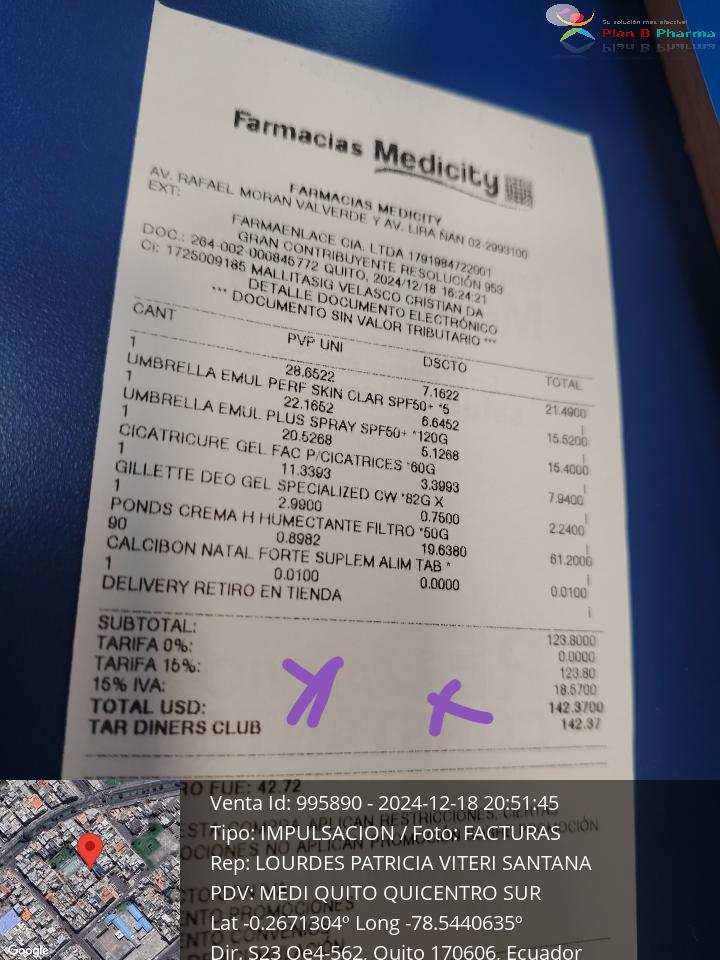 Su solución más efectiva
Plan B Pharma
Farmacias Medicity
FARMACIAS MEDICITY
AV. RAFAEL MORAN VALVERDE Y AV. LIRA ÑAN 02-2993100
EXT:
FARMAENLACE CIA. LTDA 1791984722001
GRAN CONTRIBUYENTE RESOLUCIÓN 953
DOC.: 264-002-000845772 QUITO, 2024/12/18 16:24:21
CI: 1725009185 MALLITASIG VELASCO CRISTIAN DA
DETALLE DOCUMENTO ELECTRÓNICO
*** DOCUMENTO SIN VALOR TRIBUTARIO ***
CANT PVP UNI DSCTO TOTAL
1 28.6522 7.1622 21.4900
UMBRELLA EMUL PERF SKIN CLAR SPF50+ *5 |
1 22.1652 6.6452 15.5200
UMBRELLA EMUL PLUS SPRAY SPF50+ *120G |
1 20.5268 5.1268 15.4000
CICATRICURE GEL FAC P/CICATRICES *60G |
1 11.3393 3.3993 7.9400
GILLETTE DEO GEL SPECIALIZED CW *82G X |
1 2.9900 0.7500 2.2400
PONDS CREMA H HUMECTANTE FILTRO *50G |
90 0.8982 19.6380 61.2000
CALCIBON NATAL FORTE SUPLEM ALIM TAB * |
1 0.0100 0.0000 0.0100
DELIVERY RETIRO EN TIENDA |
SUBTOTAL: 123.8000
TARIFA 0%: 0.0000
TARIFA 15%: 123.80
15% IVA: 18.5700
TOTAL USD: 142.3700
TAR DINERS CLUB 142.37
RO FUE: 42.72
Venta Id: 995890 - 2024-12-18 20:51:45
Tipo: IMPULSACION / Foto: FACTURAS
Rep: LOURDES PATRICIA VITERI SANTANA
PDV: MEDI QUITO QUICENTRO SUR
Lat -0.2671304º Long -78.5440635º
Dir. S23 Oe4-562, Quito 170606, Ecuador
Google